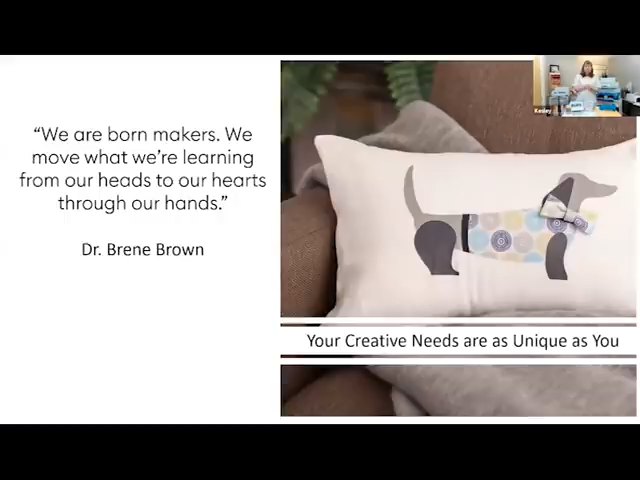 “We are born makers. We
move what we’re learning
from our heads to our hearts
through our hands.”
Dr. Brene Brown
Your Creative Needs are as Unique as You